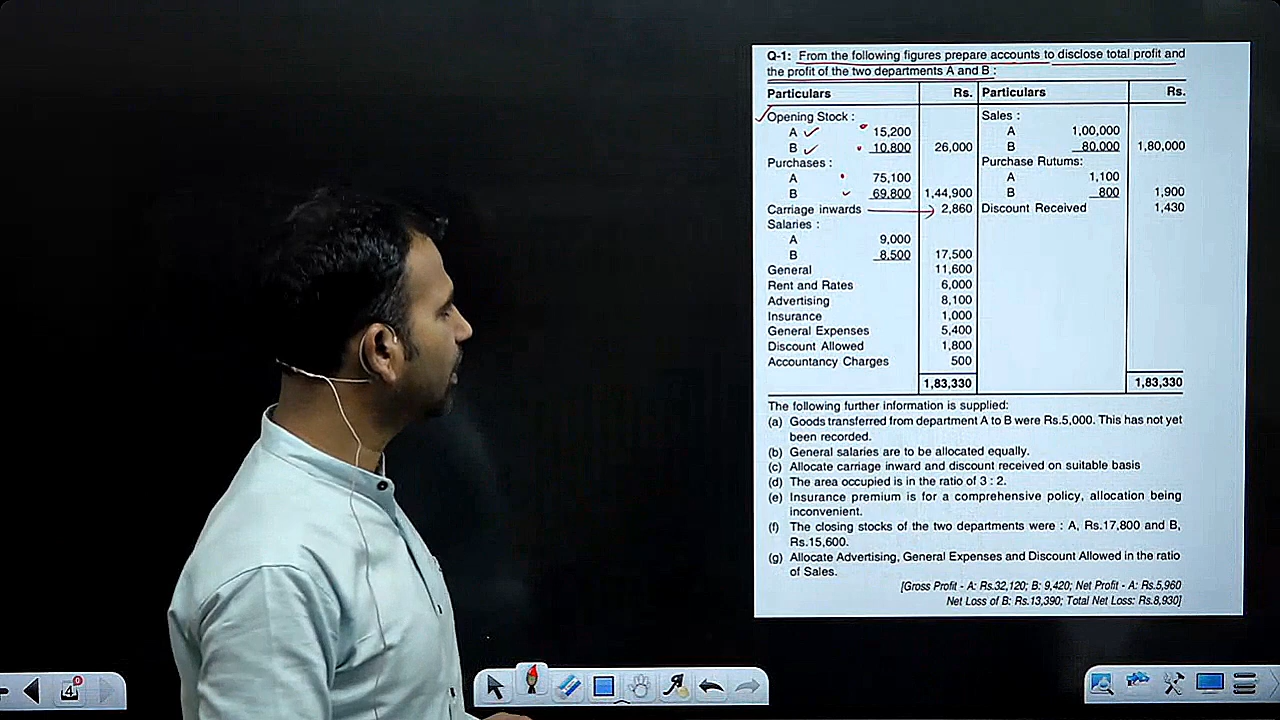 Q-1: From the following figures prepare accounts to disclose total profit and
the profit of the two departments A and B :
Particulars Rs. Particulars Rs.
Opening Stock : Sales :
A 15,200 A 1,00,000
B 10,800 26,000 B 80,000 1,80,000
Purchases : Purchase Ruturns:
A 75,100 A 1,100
B 69,800 1,44,900 B 800 1,900
Carriage inwards 2,860 Discount Received 1,430
Salaries :
A 9,000
B 8,500 17,500
General 11,600
Rent and Rates 6,000
Advertising 8,100
Insurance 1,000
General Expenses 5,400
Discount Allowed 1,800
Accountancy Charges 500
1,83,330 1,83,330
The following further information is supplied:
(a) Goods transferred from department A to B were Rs.5,000. This has not yet
been recorded.
(b) General salaries are to be allocated equally.
(c) Allocate carriage inward and discount received on suitable basis
(d) The area occupied is in the ratio of 3 : 2.
(e) Insurance premium is for a comprehensive policy, allocation being
inconvenient.
(f) The closing stocks of the two departments were : A, Rs.17,800 and B,
Rs.15,600.
(g) Allocate Advertising, General Expenses and Discount Allowed in the ratio
of Sales.
[Gross Profit - A: Rs.32,120; B: 9,420; Net Profit - A: Rs.5,960
Net Loss of B: Rs.13,390; Total Net Loss: Rs.8,930]
4
0